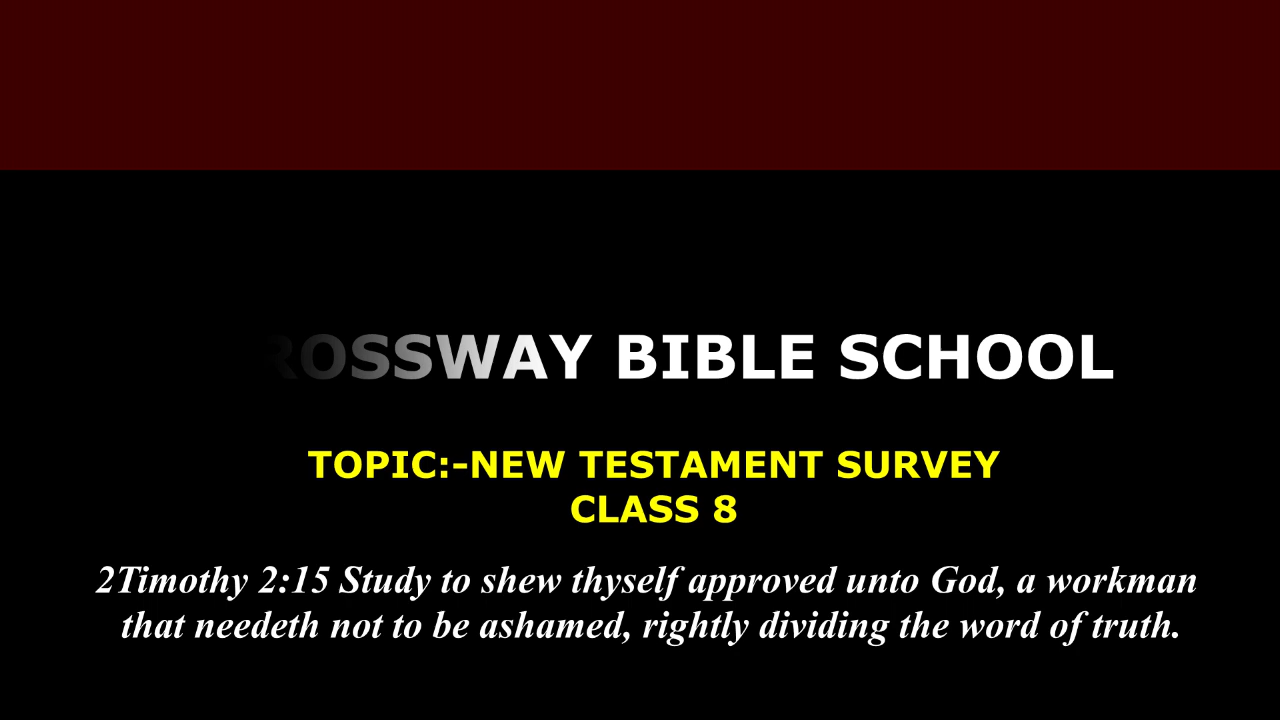 ROSSWAY BIBLE SCHOOL
TOPIC:-NEW TESTAMENT SURVEY
CLASS 8
2Timothy 2:15 Study to shew thyself approved unto God, a workman
that needeth not to be ashamed, rightly dividing the word of truth.